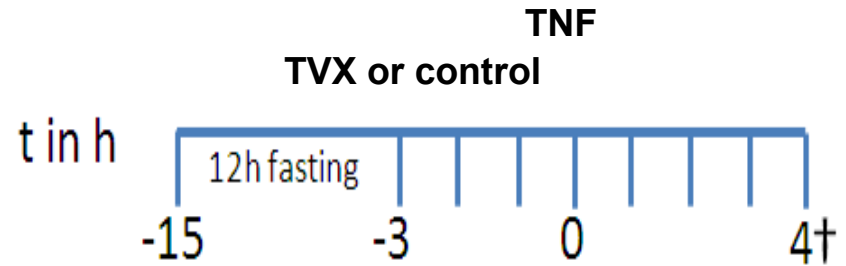 TNF
TVX or control
t in h
12h fasting
-15 -3 0 4†